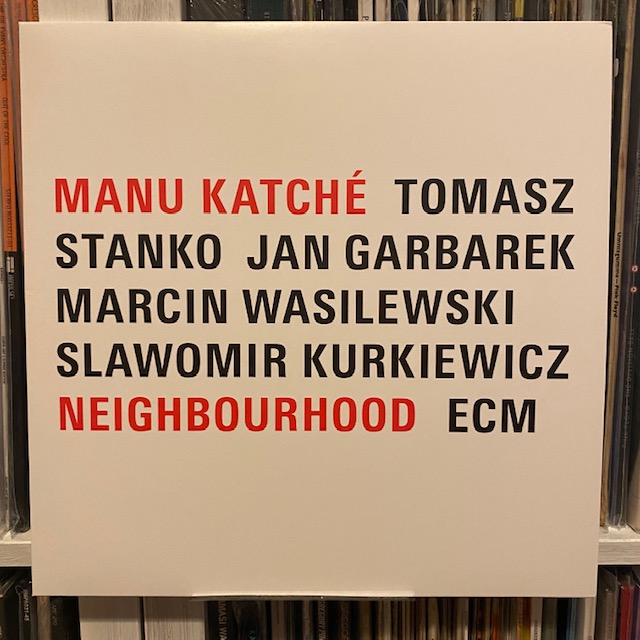 MANU KATCHÉ TOMASZ
STANKO JAN GARBAREK
MARCIN WASILEWSKI
SLAWOMIR KURKIEWICZ
NEIGHBOURHOOD ECM